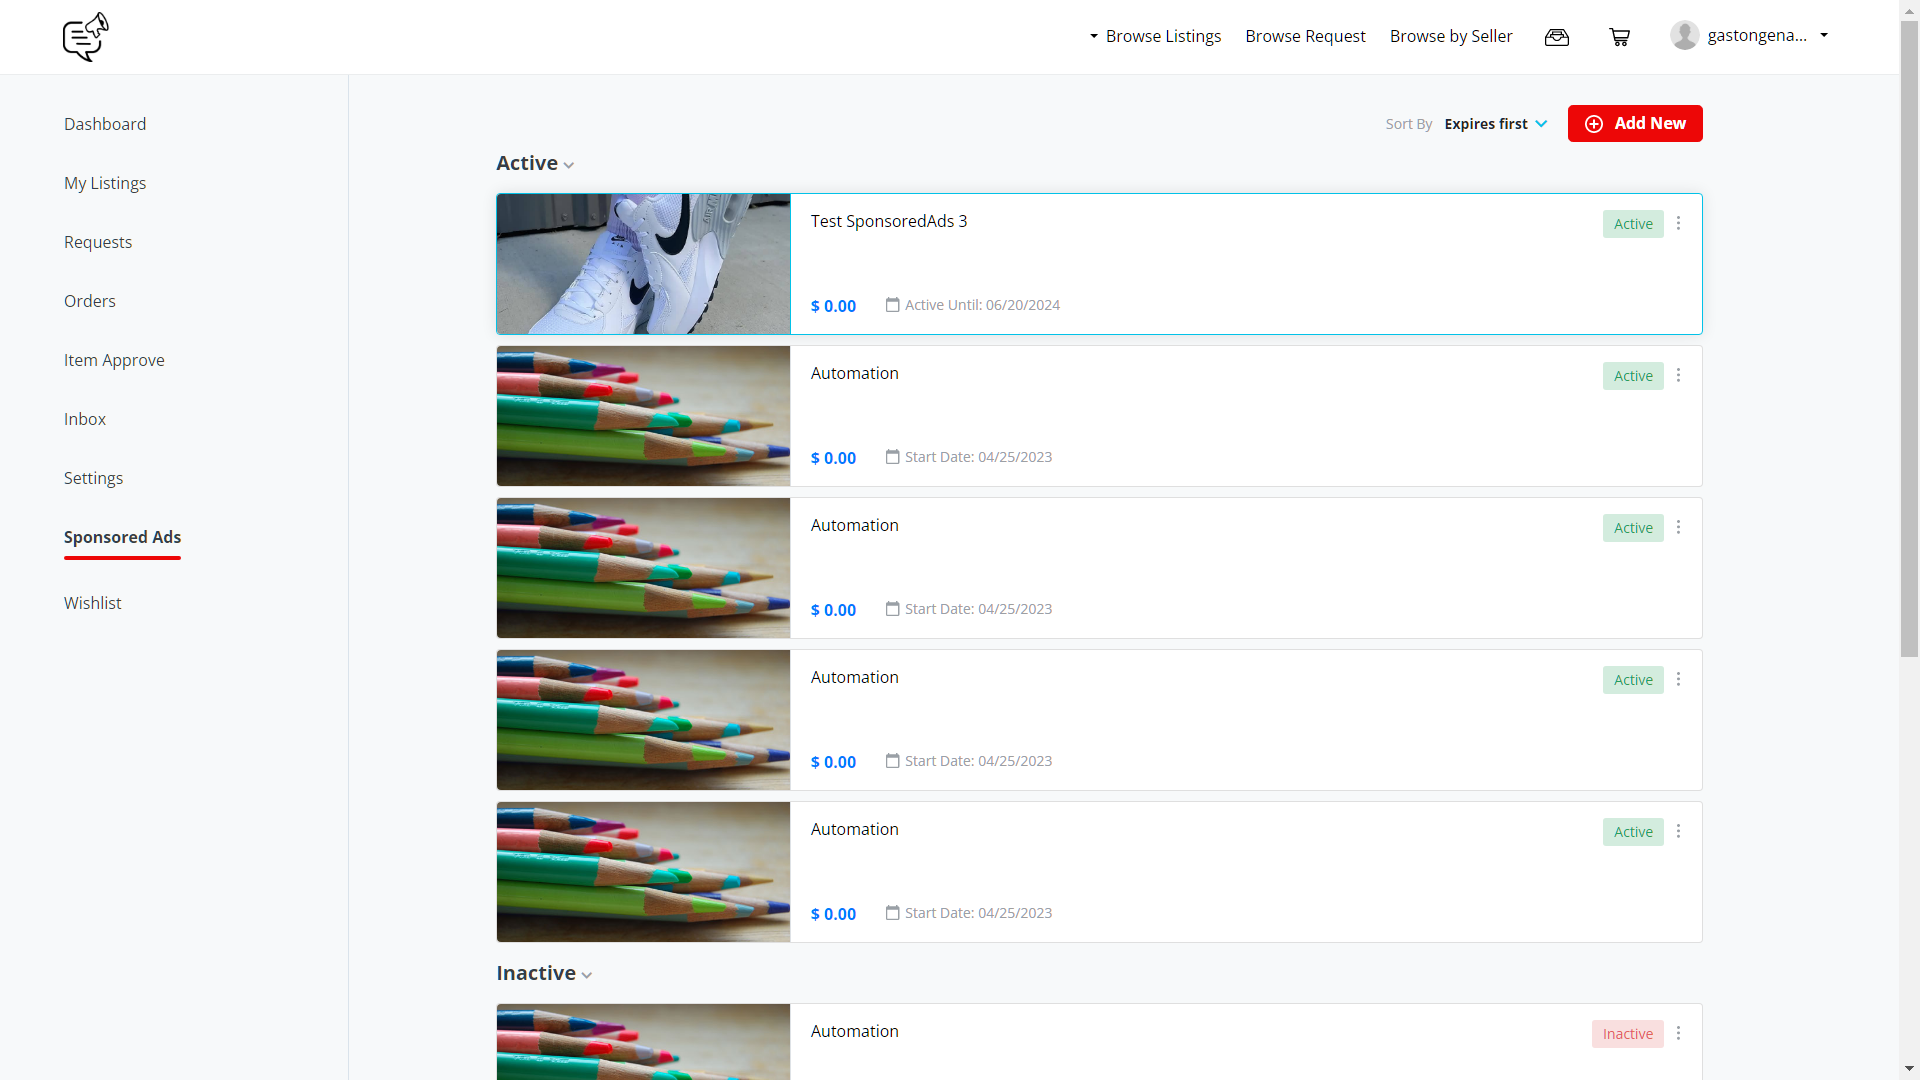 Browse Listings
Browse Request
Browse by Seller
gastongena...
Dashboard
My Listings
Requests
Orders
Item Approve
Inbox
Settings
Sponsored Ads
Wishlist
Sort By Expires first
Add New
Active
Test SponsoredAds 3
Active
$ 0.00
Active Until: 06/20/2024
Automation
Active
$ 0.00
Start Date: 04/25/2023
Automation
Active
$ 0.00
Start Date: 04/25/2023
Automation
Active
$ 0.00
Start Date: 04/25/2023
Automation
Active
$ 0.00
Start Date: 04/25/2023
Inactive
Automation
Inactive